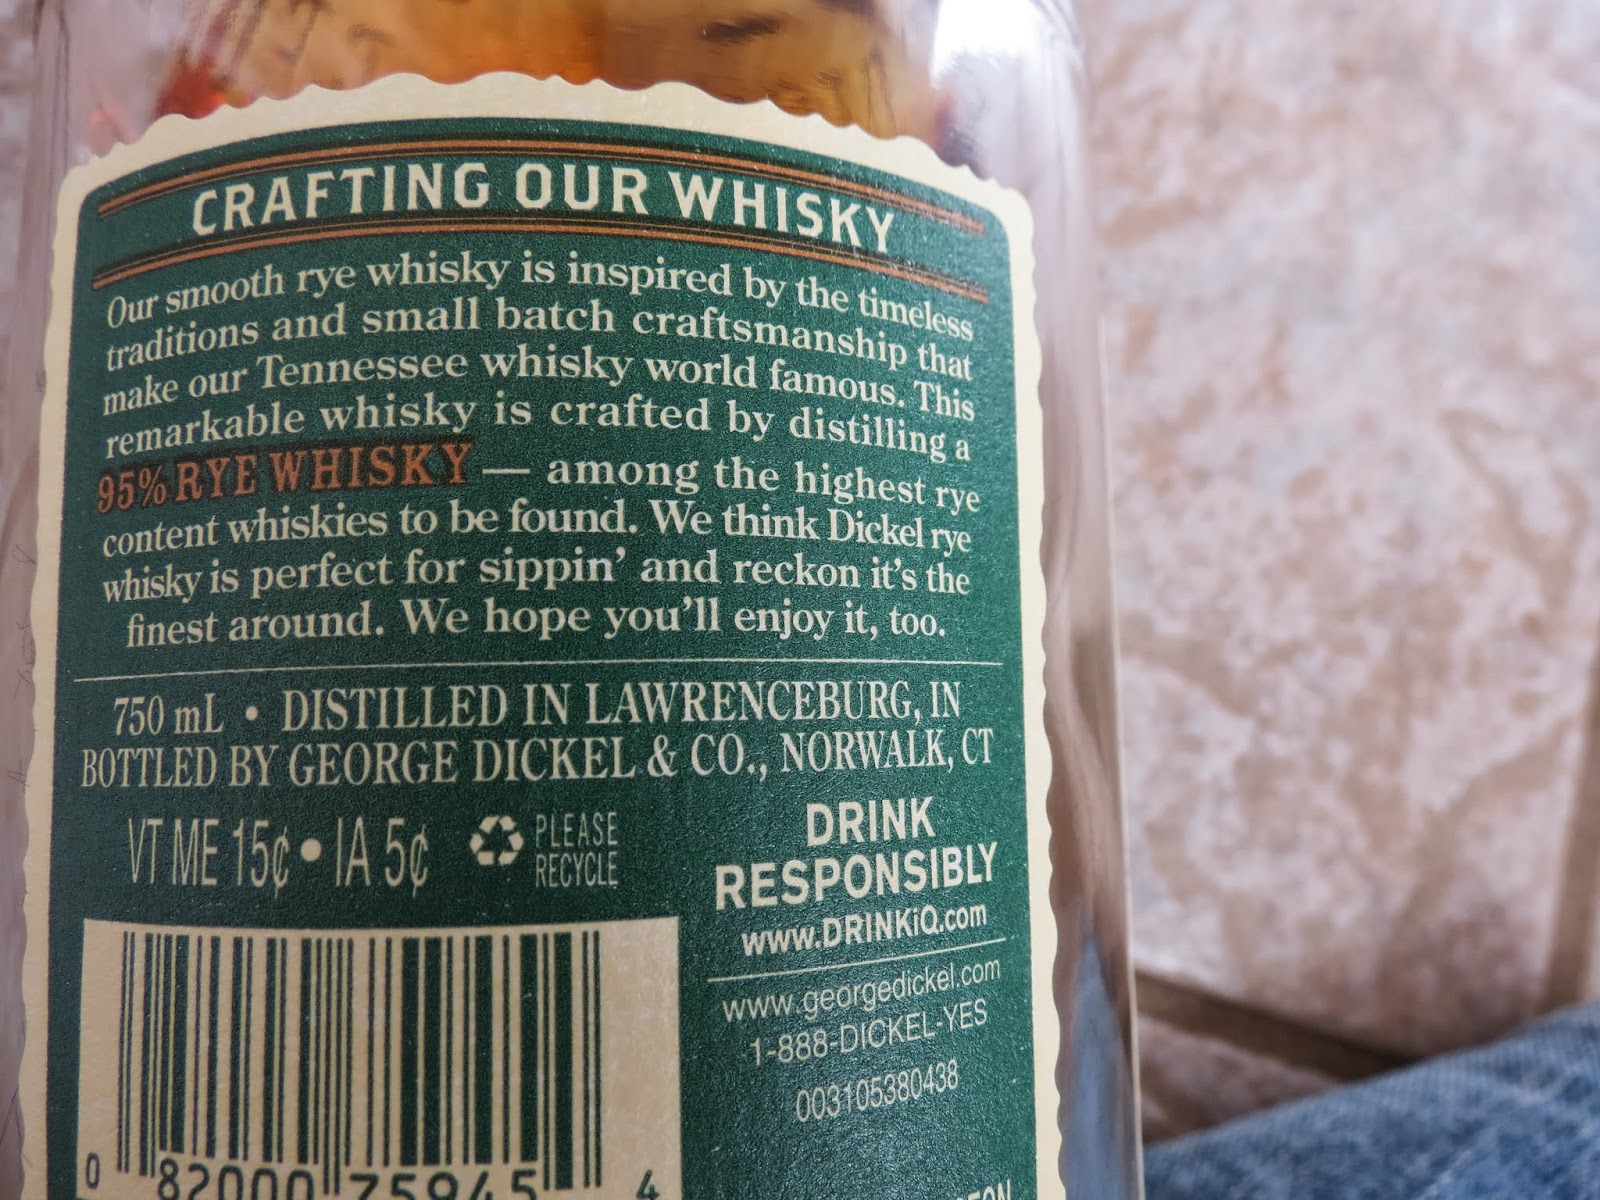 CRAFTING OUR WHISKY
Our smooth rye whisky is inspired by the timeless
traditions and small batch craftsmanship that
make our Tennessee whisky world famous. This
remarkable whisky is crafted by distilling a
95% RYE WHISKY — among the highest rye
content whiskies to be found. We think Dickel rye
whisky is perfect for sippin' and reckon it's the
finest around. We hope you'll enjoy it, too.
750 mL • DISTILLED IN LAWRENCEBURG, IN
BOTTLED BY GEORGE DICKEL & CO., NORWALK, CT
VT ME 15¢ • IA 5¢
PLEASE
RECYCLE
DRINK
RESPONSIBLY
www.DRINKiQ.com
www.georgedickel.com
1-888-DICKEL-YES
003105380438
0 82000 75945 4